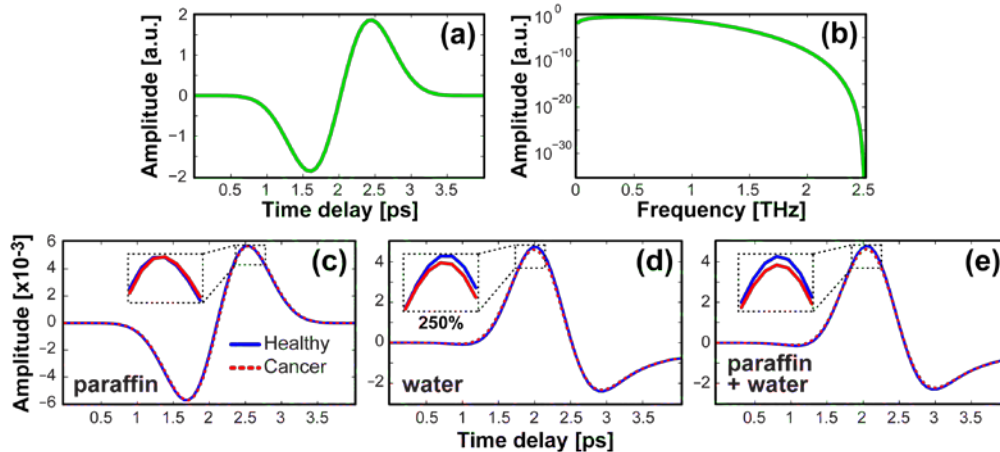 Amplitude [a.u.]
2
1
0
−1
−2
(a)
0.5 1 1.5 2 2.5 3 3.5
Time delay [ps]
Amplitude [a.u.]
10^0
10^−10
10^−20
10^−30
(b)
0 0.5 1 1.5 2 2.5
Frequency [THz]
Amplitude [x10^-3]
6
4
2
0
−2
−4
−6
(c)
Healthy
Cancer
paraffin
0.5 1 1.5 2 2.5 3 3.5
4
2
0
−2
(d)
250%
water
0.5 1 1.5 2 2.5 3 3.5
4
2
0
−2
(e)
paraffin
+ water
0.5 1 1.5 2 2.5 3 3.5
Time delay [ps]